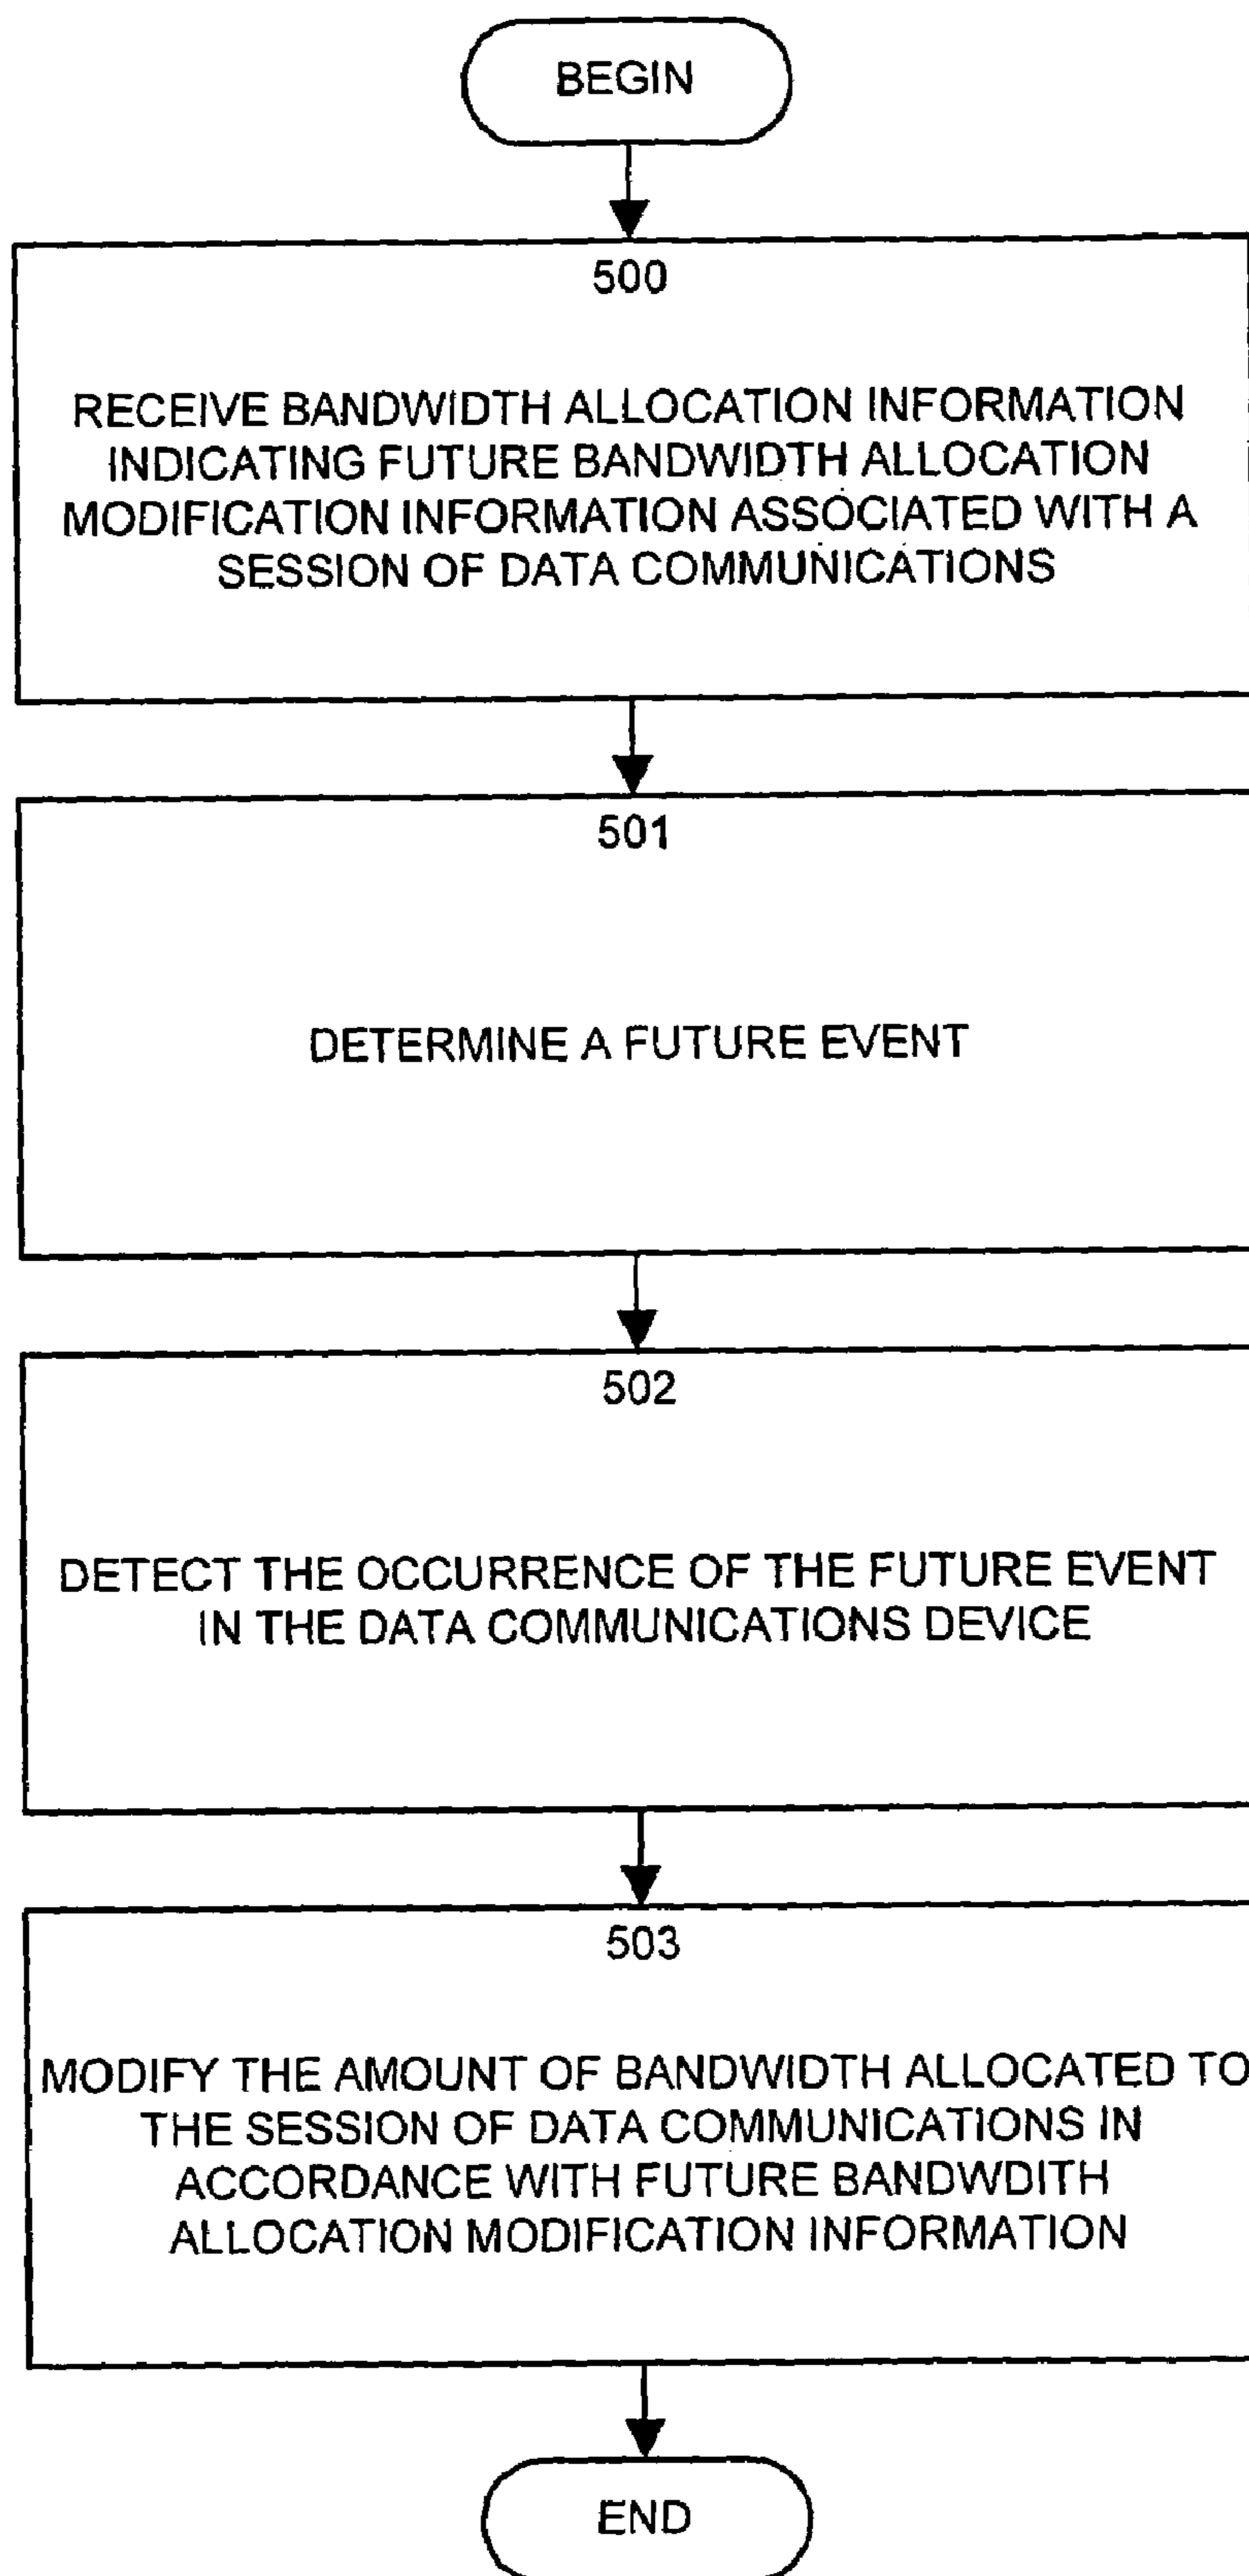 BEGIN
500
RECEIVE BANDWIDTH ALLOCATION INFORMATION
INDICATING FUTURE BANDWIDTH ALLOCATION
MODIFICATION INFORMATION ASSOCIATED WITH A
SESSION OF DATA COMMUNICATIONS
501
DETERMINE A FUTURE EVENT
502
DETECT THE OCCURRENCE OF THE FUTURE EVENT
IN THE DATA COMMUNICATIONS DEVICE
503
MODIFY THE AMOUNT OF BANDWIDTH ALLOCATED TO
THE SESSION OF DATA COMMUNICATIONS IN
ACCORDANCE WITH FUTURE BANDWDITH
ALLOCATION MODIFICATION INFORMATION
END